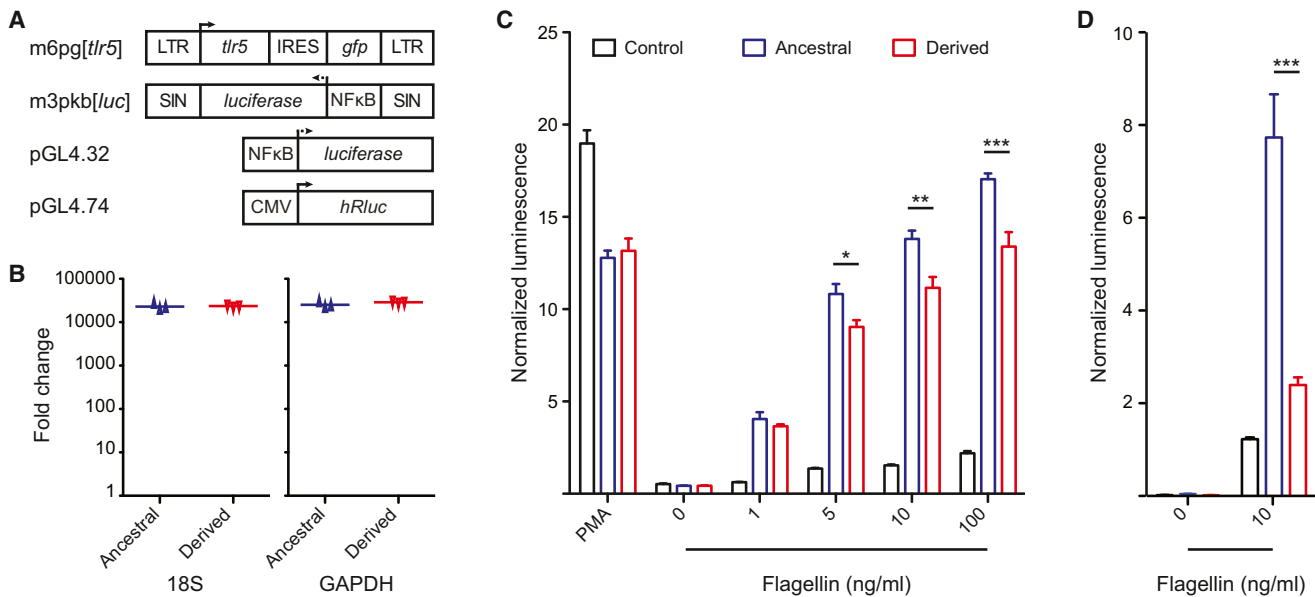 A
m6pg[tlr5]
LTR tlr5 IRES gfp LTR
m3pkb[luc]
SIN luciferase NFκB SIN
pGL4.32
NFκB luciferase
pGL4.74
CMV hRluc
B
Fold change
100000
10000
1000
100
10
1
Ancestral
Derived
18S
Ancestral
Derived
GAPDH
C
Control Ancestral Derived
Normalized luminescence
25
20
15
10
5
*
**
***
PMA
0
1
5
10
100
Flagellin (ng/ml)
D
Normalized luminescence
10
8
6
4
2
0
***
0
10
Flagellin (ng/ml)